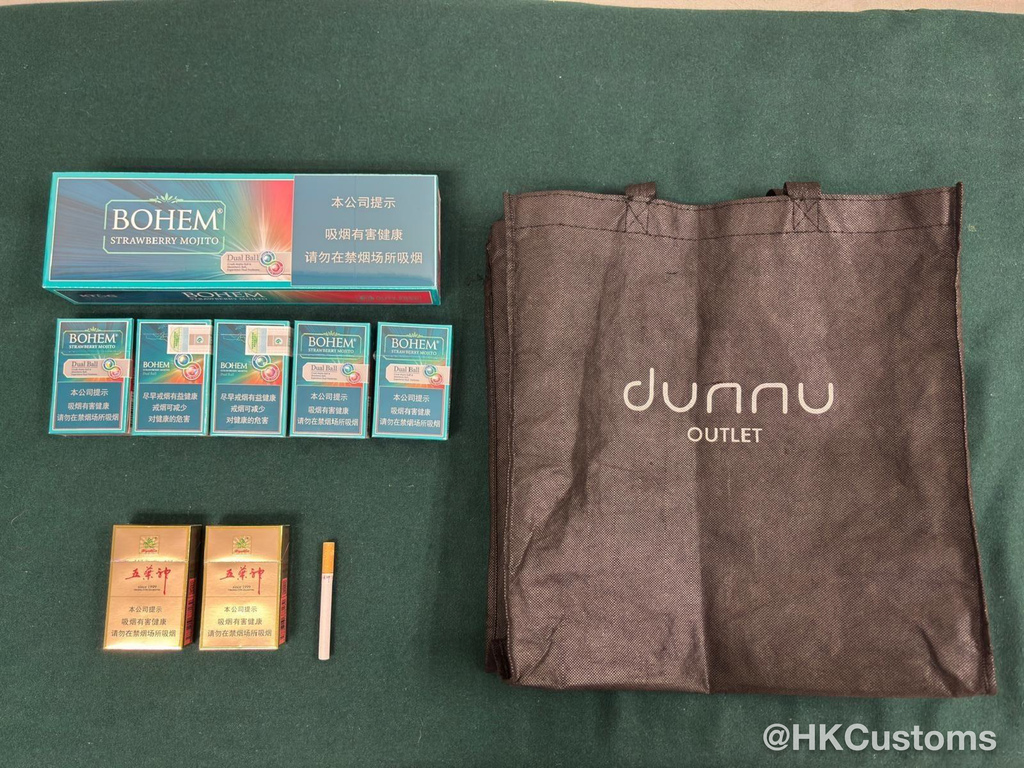 BOHEM®
STRAWBERRY MOJITO
Dual Ball
本公司提示
吸烟有害健康
请勿在禁烟场所吸烟
BOHEM
BOHEM®
STRAWBERRY MOJITO
Dual Ball
本公司提示
吸烟有害健康
请勿在禁烟场所吸烟
BOHEM
尽早戒烟有益健康
戒烟可减少
对健康的危害
BOHEM
尽早戒烟有益健康
戒烟可减少
对健康的危害
BOHEM®
STRAWBERRY MOJITO
Dual Ball
本公司提示
吸烟有害健康
请勿在禁烟场所吸烟
BOHEM®
STRAWBERRY MOJITO
Dual Ball
本公司提示
吸烟有害健康
请勿在禁烟场所吸烟
五叶神
本公司提示
吸烟有害健康
请勿在禁烟场所吸烟
五叶神
本公司提示
吸烟有害健康
请勿在禁烟场所吸烟
dunnu
OUTLET
@HKCustoms